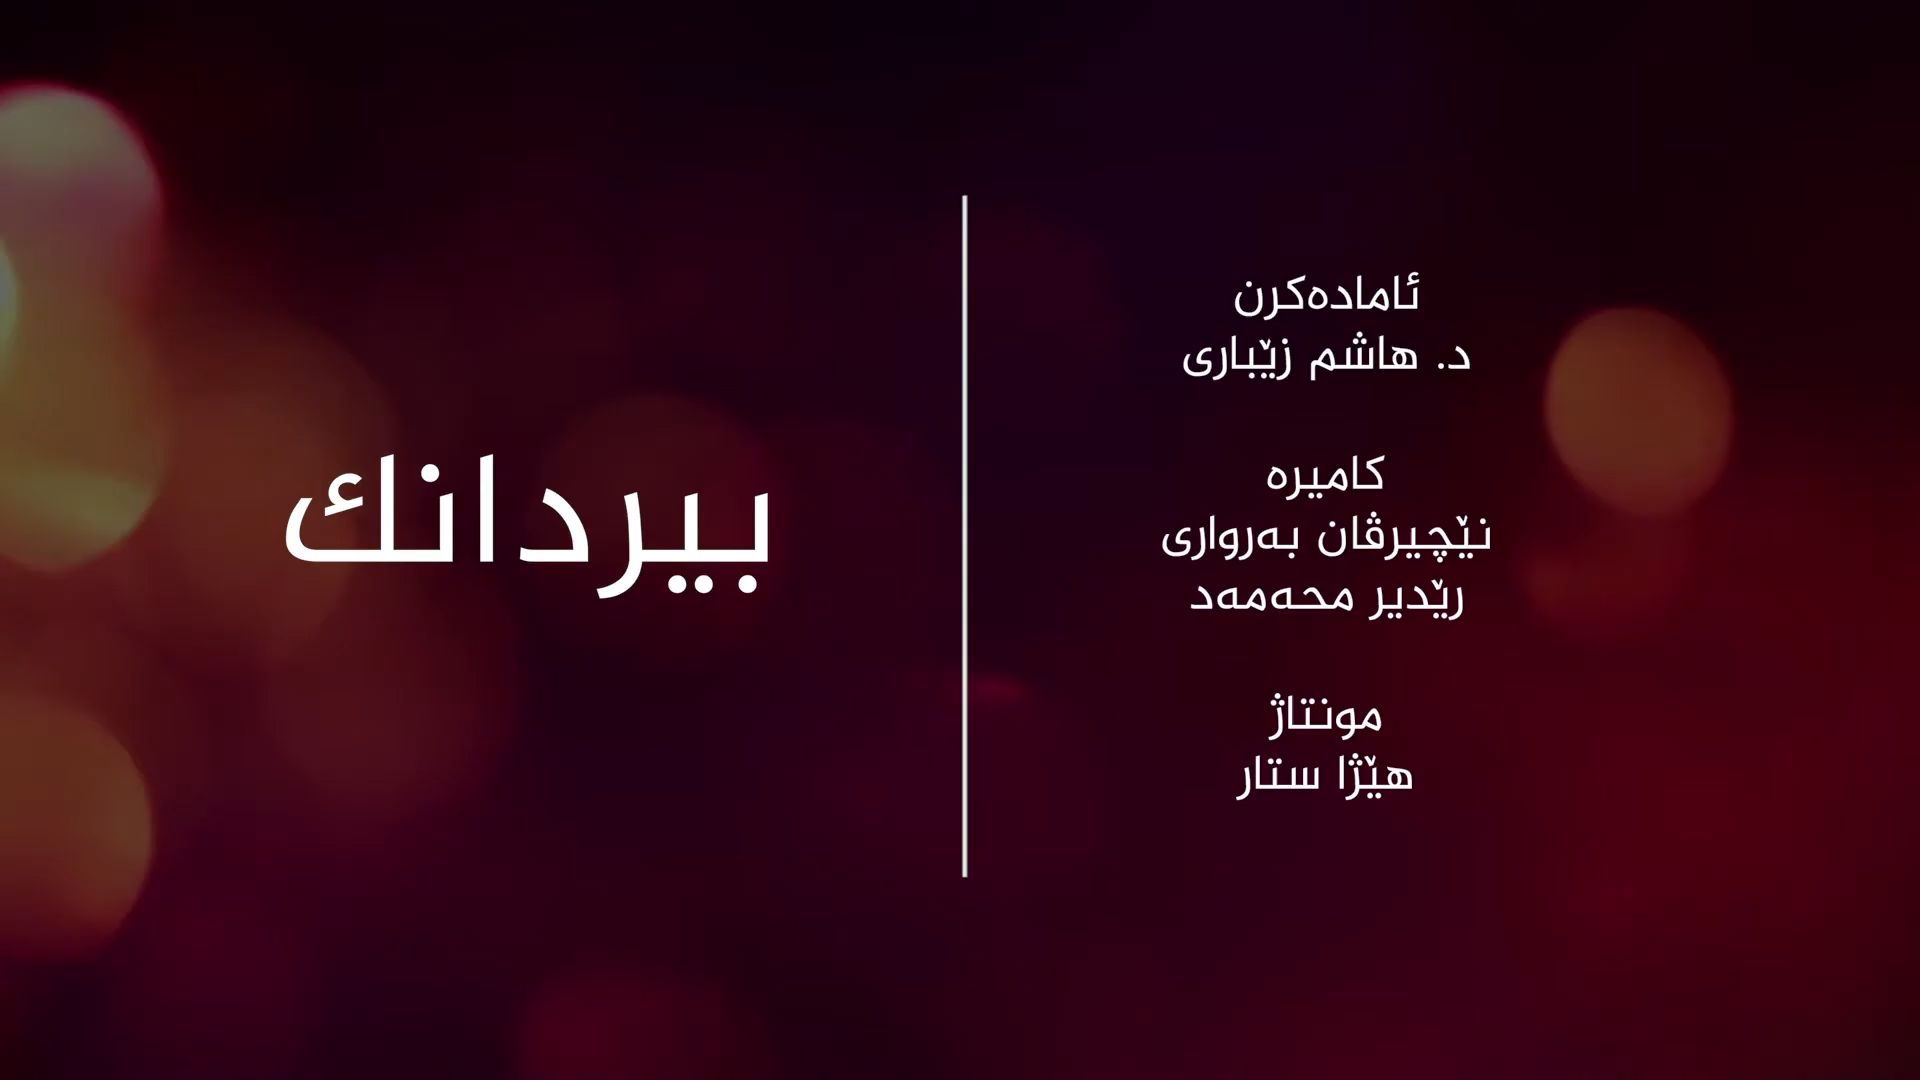 ئامادەکرن
د. هاشم زێباری
کامیرە
نێچیرڤان بەرواری
رێدیر محەمەد
مونتاژ
هێژا ستار
بیردانك